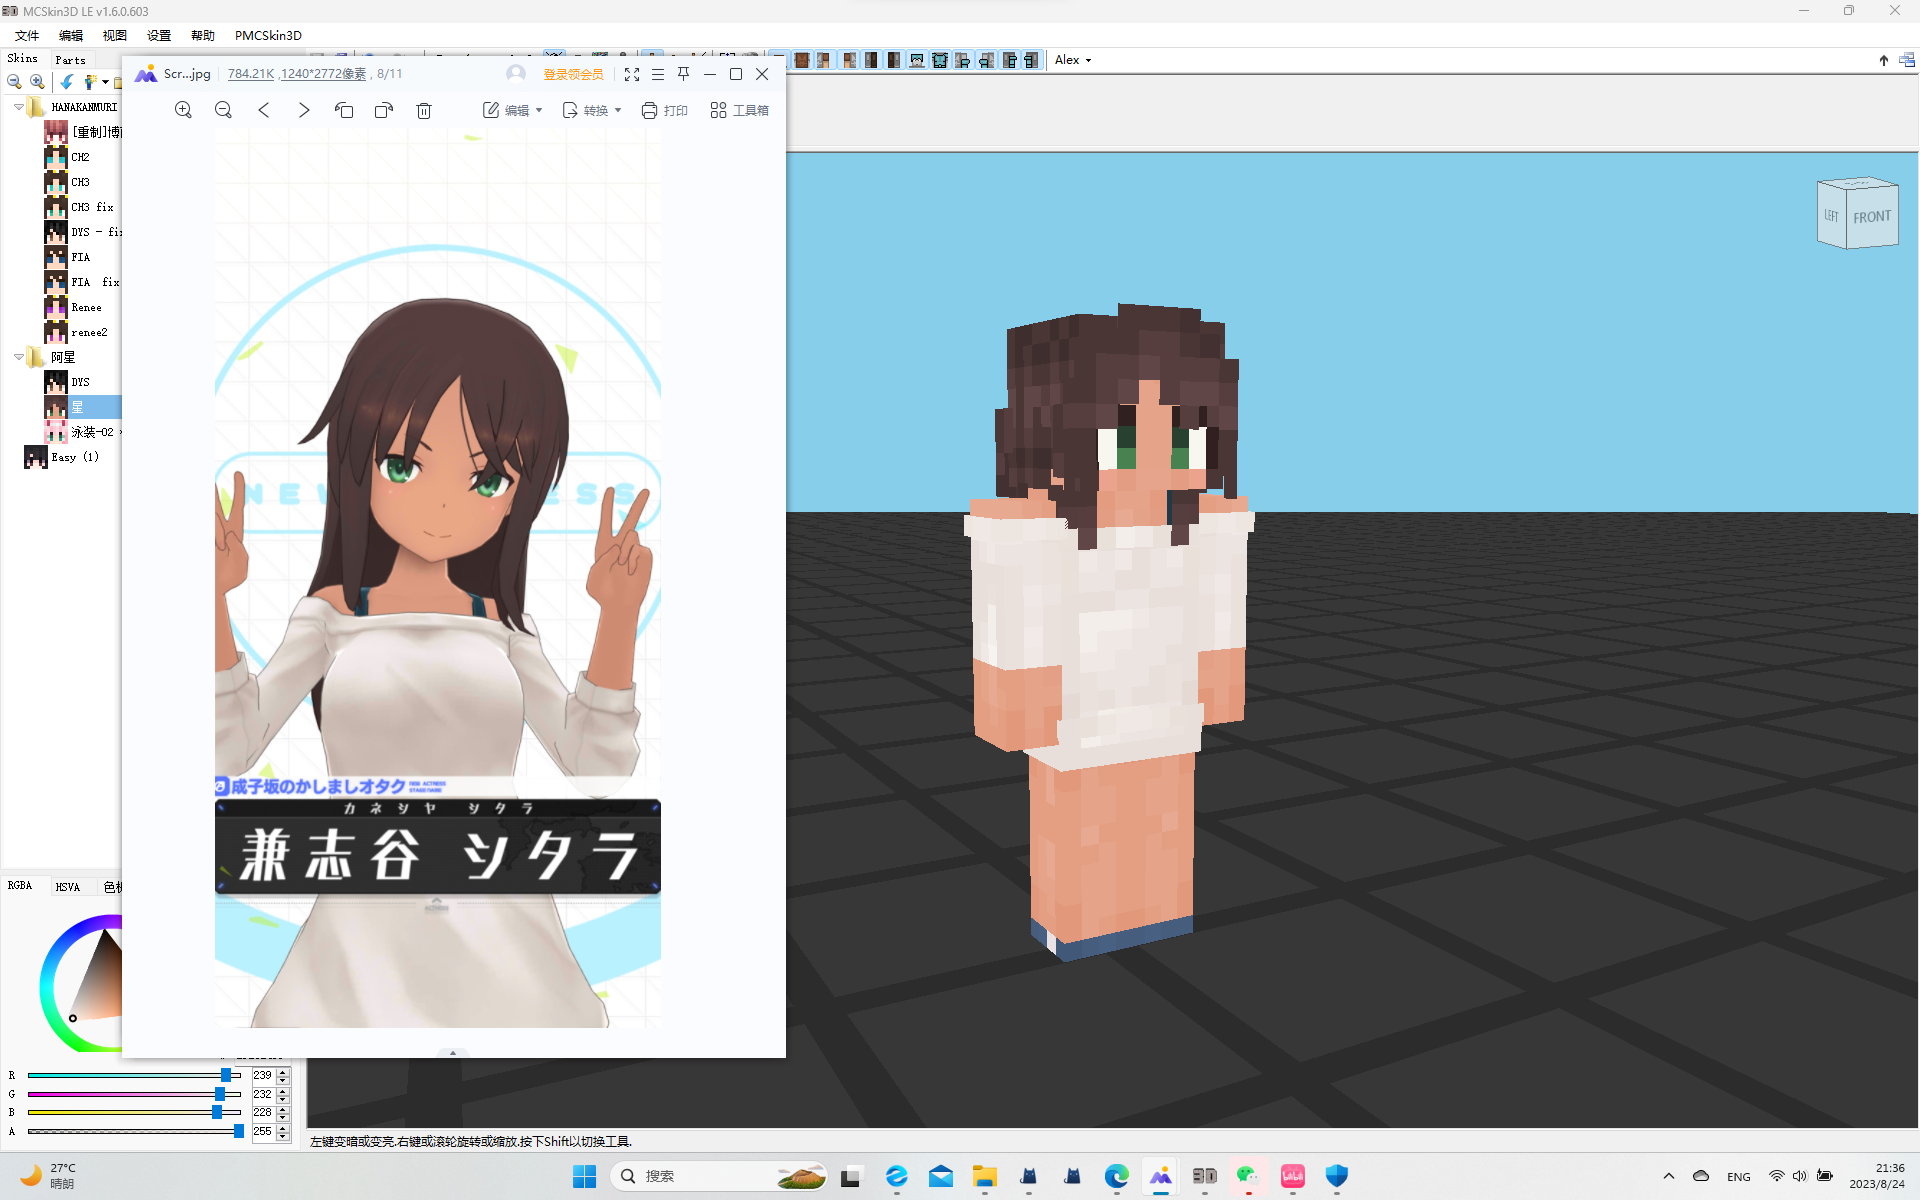 MCSkin3D LE v1.6.0.603
文件 编辑 视图 设置 帮助 PMCSkin3D
Skins Parts
Alex
Scr...jpg 784.21K ,1240*2772像素 , 8/11 登录领会员
编辑 转换 打印 工具箱
HANAKANMURI
[重制]博
CH2
CH3
CH3 fix
DYS - fi
FIA
FIA fix
Renee
renee2
阿星
DYS
星
泳装-02
Easy (1)
LEFT FRONT
成子坂のかしましオタク
カネシヤ シタラ
兼志谷 シタラ
RGBA HSVA
R 239
G 232
B 228
A 255
左键变暗或变亮.右键或滚轮旋转或缩放.按下Shift以切换工具.
27°C
晴朗
搜索
ENG
21:36
2023/8/24